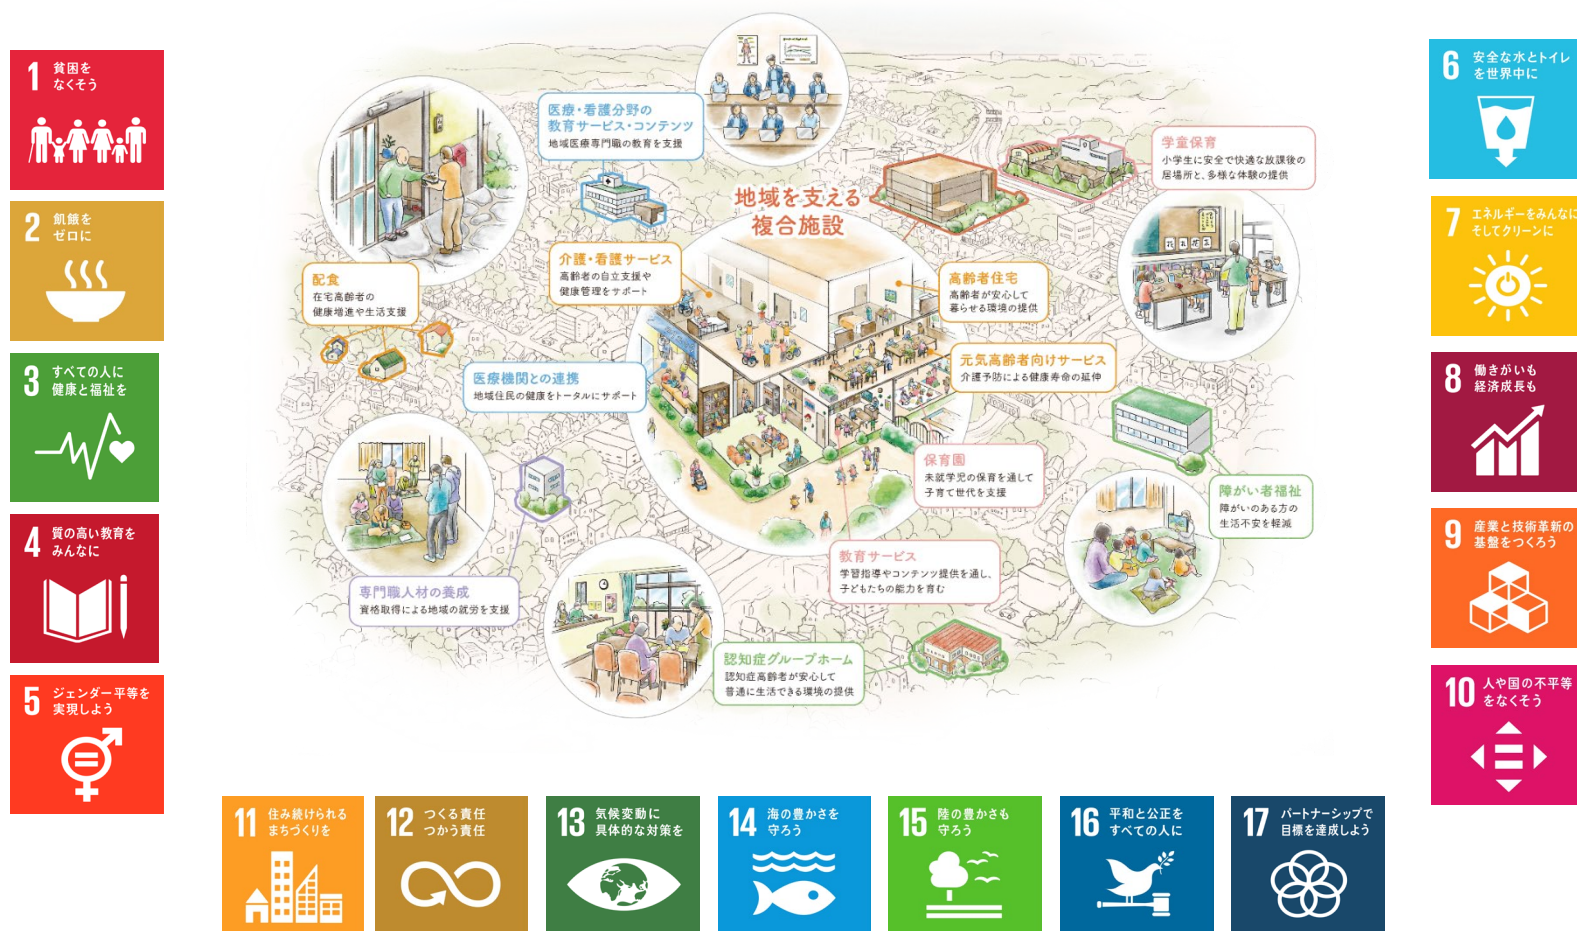 1 貧困を
なくそう
2 飢餓を
ゼロに
3 すべての人に
健康と福祉を
4 質の高い教育を
みんなに
5 ジェンダー平等を
実現しよう
医療・看護分野の
教育サービス・コンテンツ
地域医療専門職の教育を支援
学童保育
小学生に安全で快適な放課後の
居場所と、多様な体験の提供
地域を支える
複合施設
配食
在宅高齢者の
健康増進や生活支援
介護・看護サービス
高齢者の自立支援や
健康管理をサポート
高齢者住宅
高齢者が安心して
暮らせる環境の提供
元気高齢者向けサービス
介護予防による健康寿命の延伸
医療機関との連携
地域住民の健康をトータルにサポート
保育園
未就学児の保育を通して
子育て世代を支援
障がい者福祉
障がいのある方の
生活不安を軽減
教育サービス
学習指導やコンテンツ提供を通し、
子どもたちの能力を育む
専門職人材の養成
資格取得による地域の就労を支援
認知症グループホーム
認知症高齢者が安心して
普通に生活できる環境の提供
6 安全な水とトイレ
を世界中に
7 エネルギーをみんなに
そしてクリーンに
8 働きがいも
経済成長も
9 産業と技術革新の
基盤をつくろう
10 人や国の不平等
をなくそう
11 住み続けられる
まちづくりを
12 つくる責任
つかう責任
13 気候変動に
具体的な対策を
14 海の豊かさを
守ろう
15 陸の豊かさも
守ろう
16 平和と公正を
すべての人に
17 パートナーシップで
目標を達成しよう